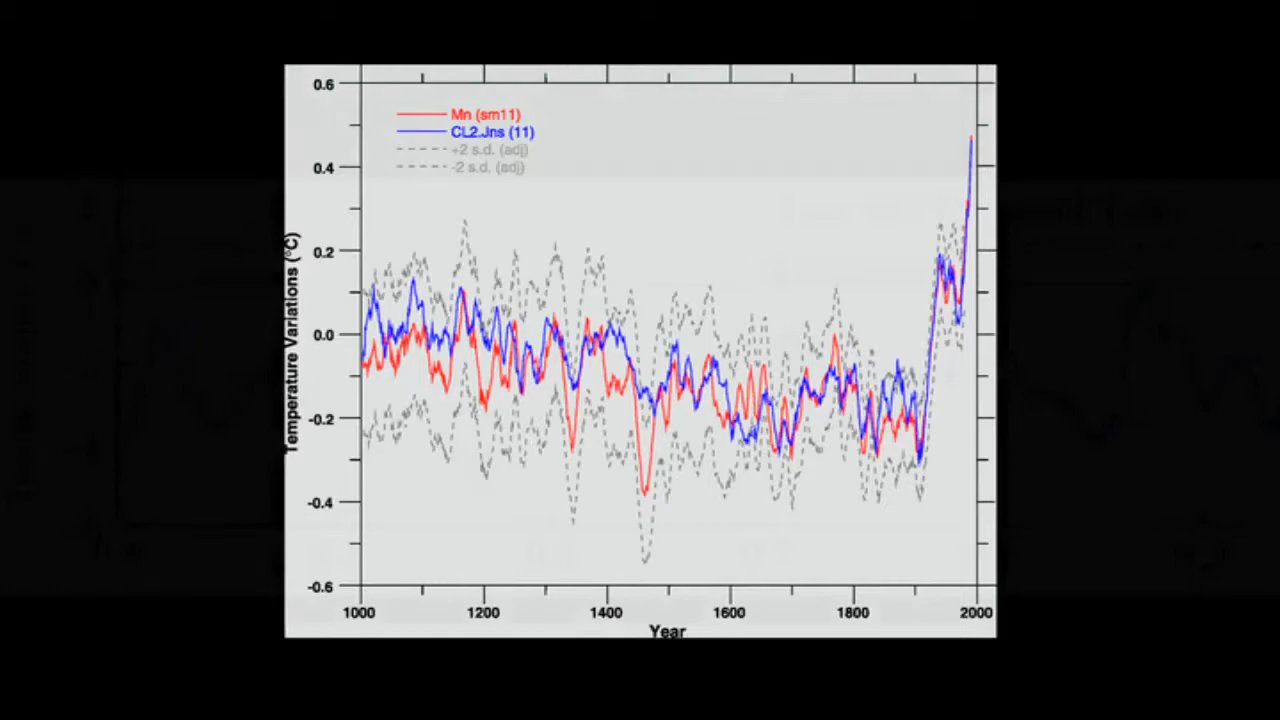 0.6
Mn (sm11)
CL2.Jns (11)
+2 s.d. (adj)
-2 s.d. (adj)
0.4
0.2
0.0
-0.2
-0.4
-0.6
Temperature Variations (°C)
1000 1200 1400 1600 1800 2000
Year